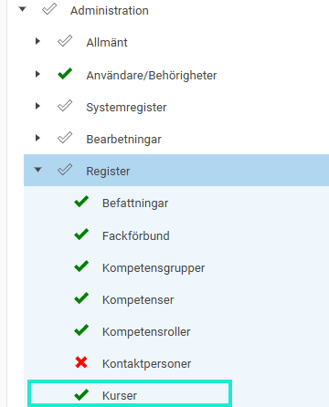 Administration
Allmänt
Användare/Behörigheter
Systemregister
Bearbetningar
Register
Befattningar
Fackförbund
Kompetensgrupper
Kompetenser
Kompetensroller
Kontaktpersoner
Kurser